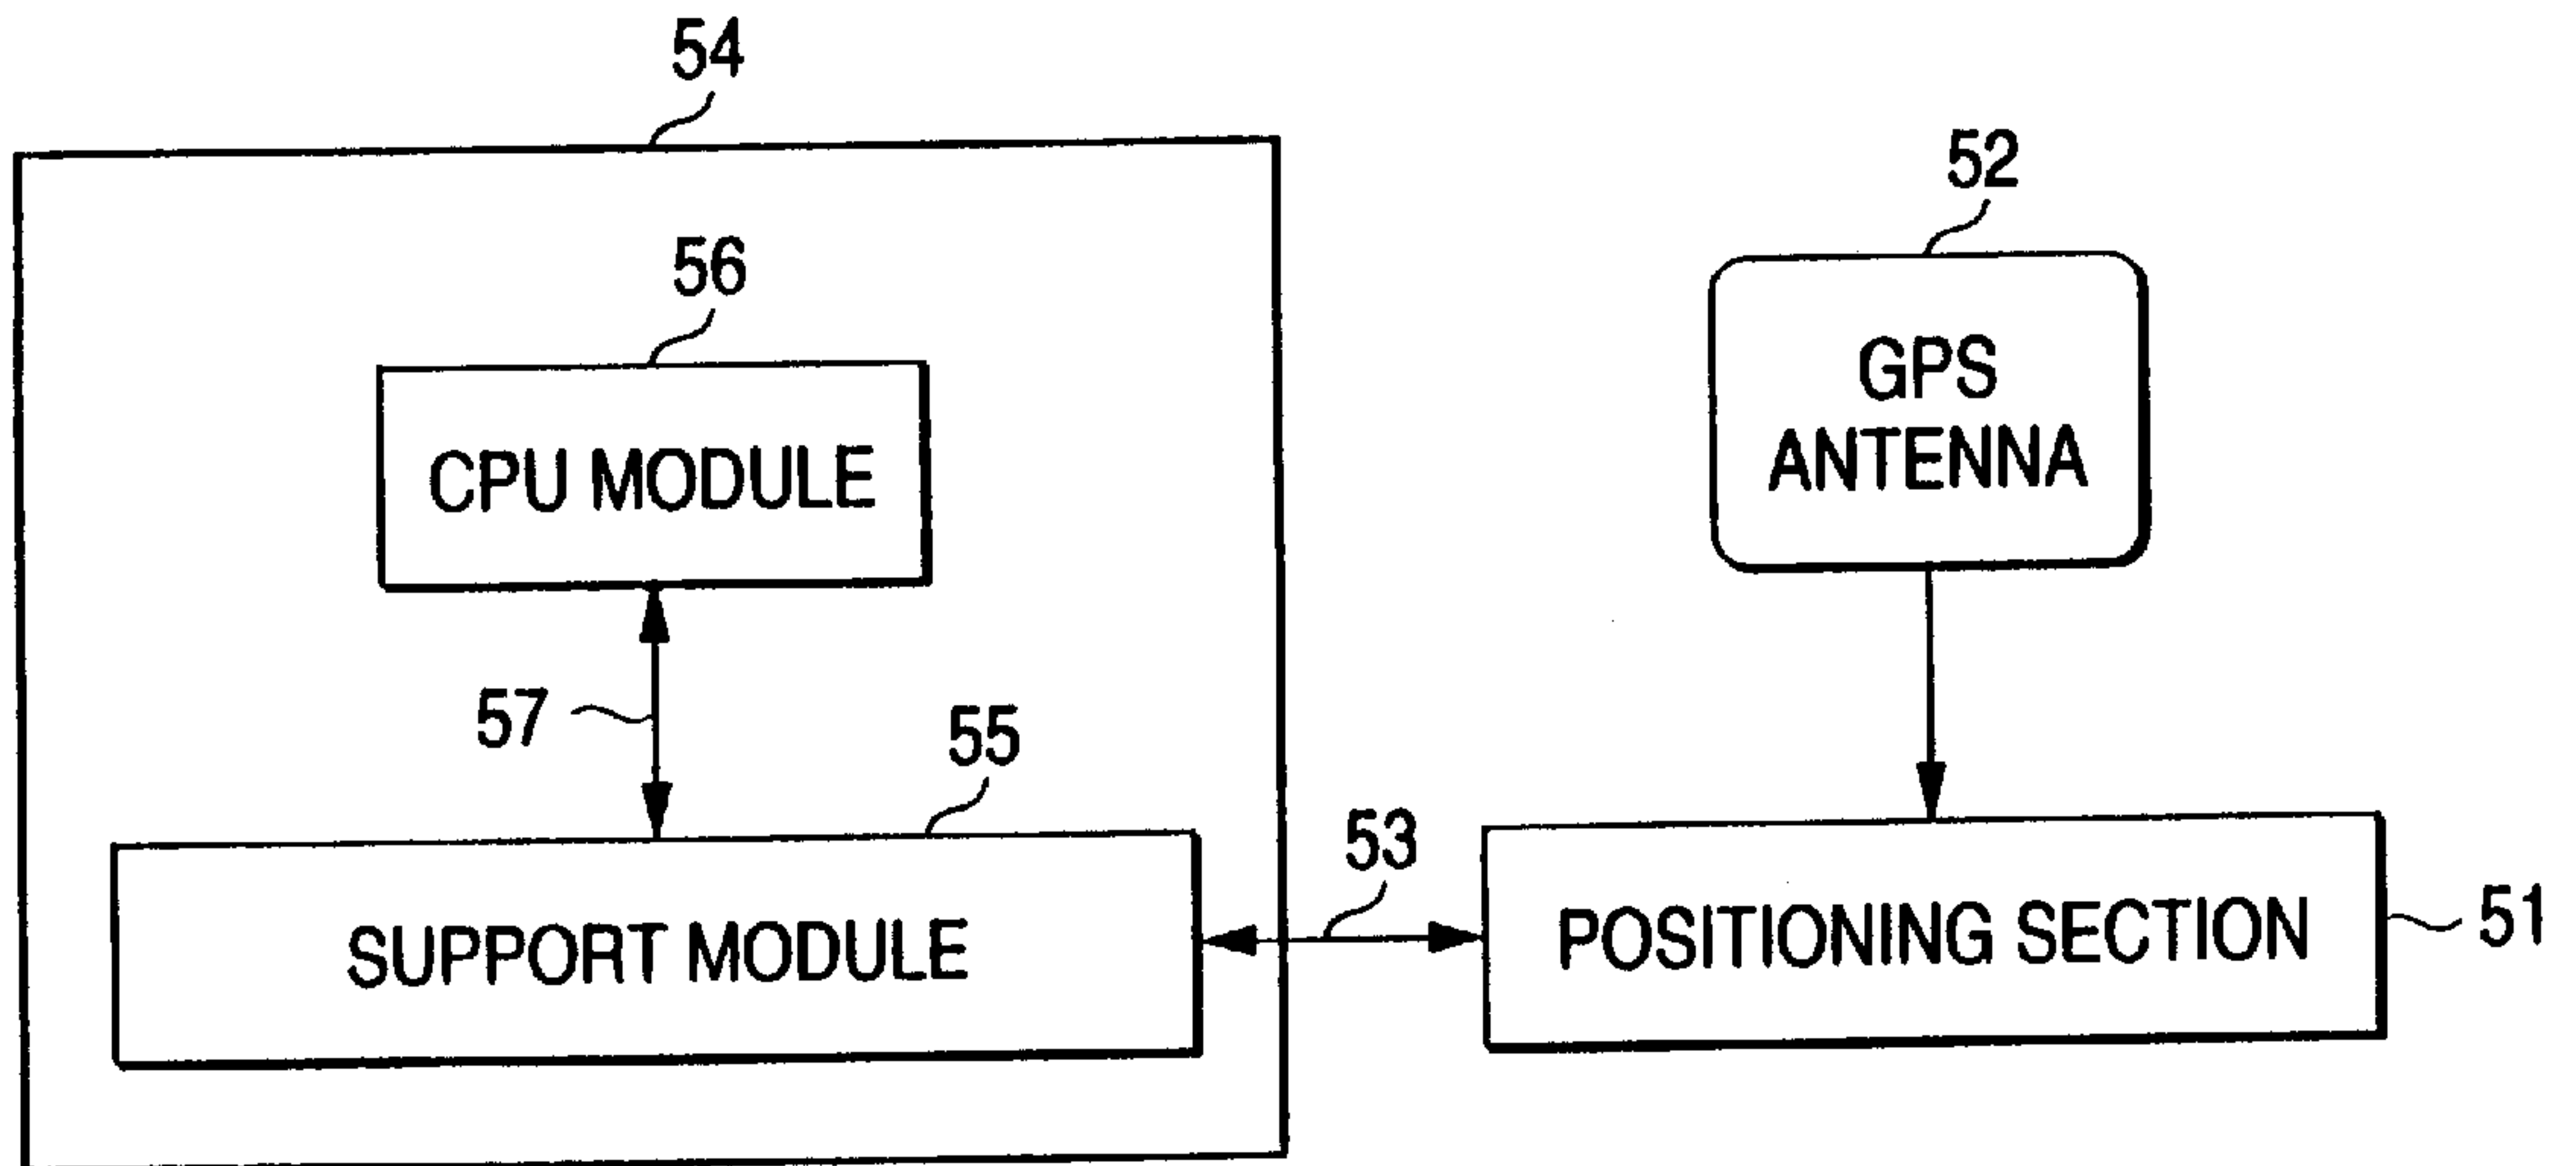 54
52
56
GPS
ANTENNA
CPU MODULE
57
55
53
SUPPORT MODULE
POSITIONING SECTION
51